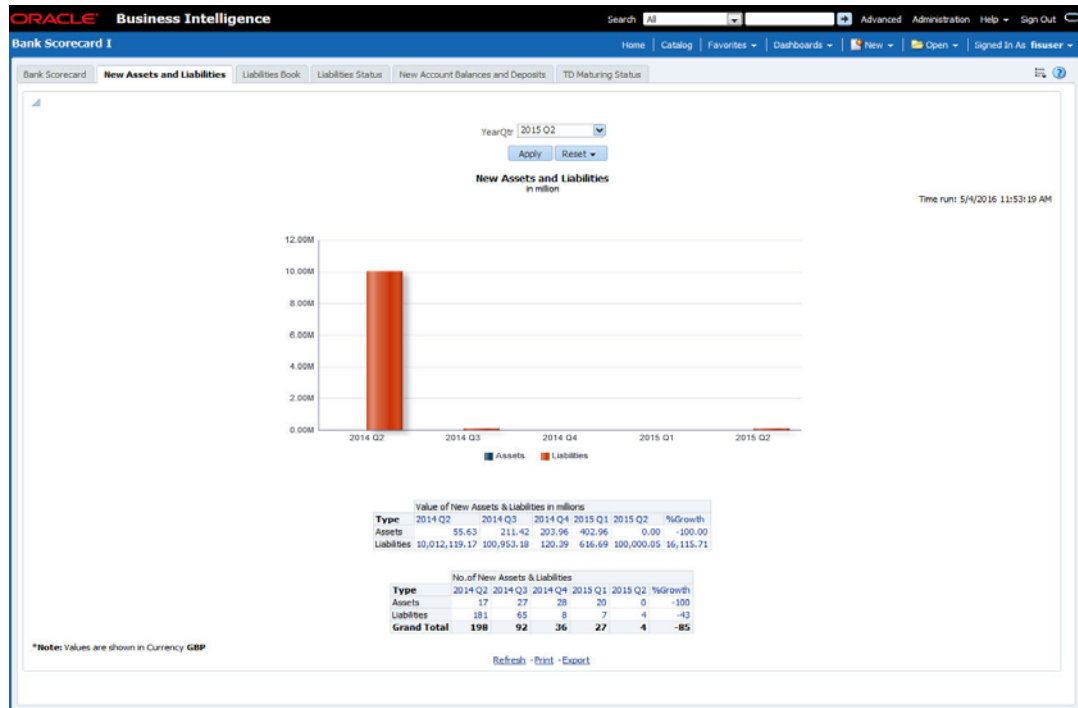 ORACLE Business Intelligence Search All Advanced Administration Help Sign Out
Bank Scorecard I Home Catalog Favorites Dashboards New Open Signed In As fisuser
Bank Scorecard New Assets and Liabilities Liabilities Book Liabilities Status New Account Balances and Deposits TD Maturing Status
YearQtr 2015 Q2
Apply Reset
New Assets and Liabilities
in million
Time run: 5/4/2016 11:53:19 AM
12.00M
10.00M
8.00M
6.00M
4.00M
2.00M
0.00M
2014 Q2 2014 Q3 2014 Q4 2015 Q1 2015 Q2
Assets Liabilities
Value of New Assets & Liabilities in millions
Type 2014 Q2 2014 Q3 2014 Q4 2015 Q1 2015 Q2 %Growth
Assets 55.63 211.42 203.96 402.96 0.00 -100.00
Liabilities 10,012,119.17 100,953.18 120.39 616.69 100,000.05 16,115.71
No.of New Assets & Liabilities
Type 2014 Q2 2014 Q3 2014 Q4 2015 Q1 2015 Q2 %Growth
Assets 17 27 28 20 0 -100
Liabilities 181 65 8 7 4 -43
Grand Total 198 92 36 27 4 -85
*Note: Values are shown in Currency GBP
Refresh - Print - Export